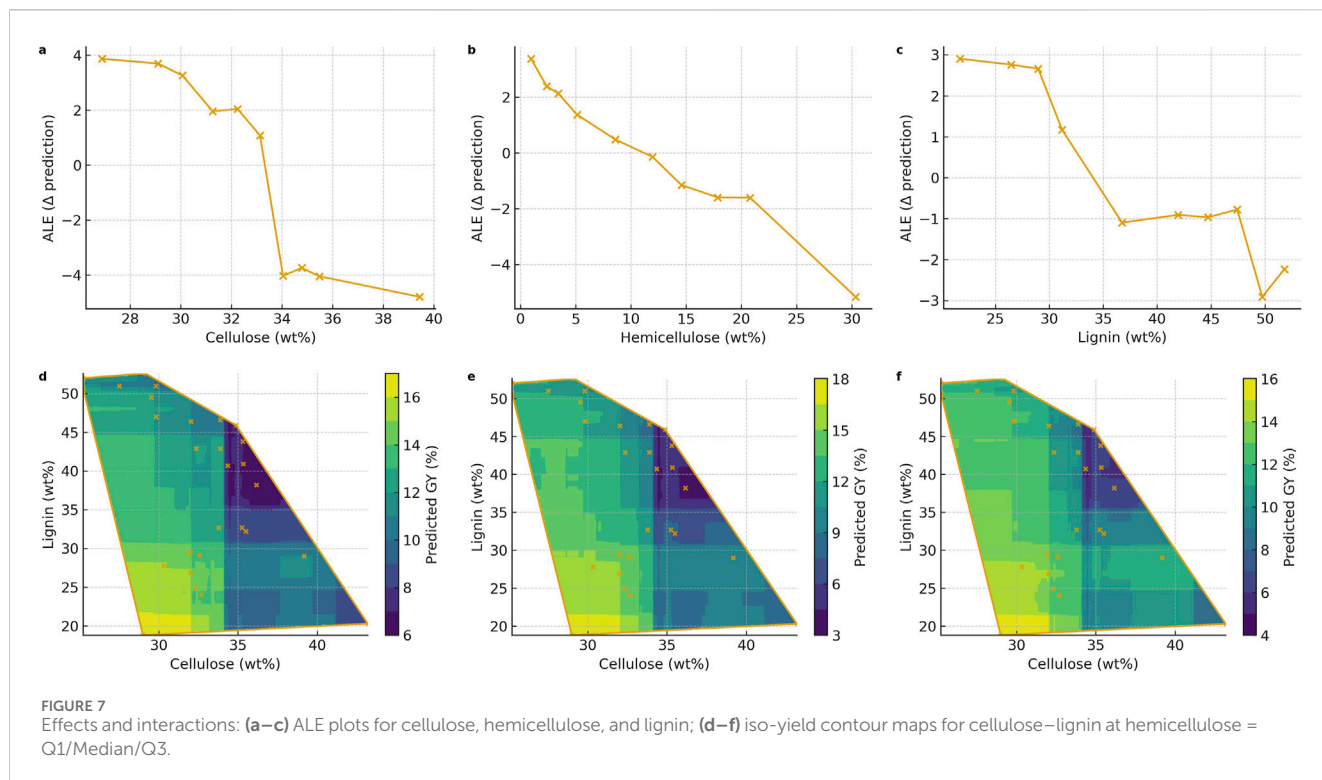 a
ALE (Δ prediction)
4
2
0
−2
−4
28 30 32 34 36 38 40
Cellulose (wt%)
b
ALE (Δ prediction)
2
0
−2
−4
0 5 10 15 20 25 30
Hemicellulose (wt%)
c
ALE (Δ prediction)
3
2
1
0
−1
−2
−3
25 30 35 40 45 50
Lignin (wt%)
d
Lignin (wt%)
50
45
40
35
30
25
20
30 35 40
Cellulose (wt%)
16
14
12
10
8
6
Predicted GY (%)
e
Lignin (wt%)
50
45
40
35
30
25
20
30 35 40
Cellulose (wt%)
18
15
12
9
6
3
Predicted GY (%)
f
Lignin (wt%)
50
45
40
35
30
25
20
30 35 40
Cellulose (wt%)
16
14
12
10
8
6
4
Predicted GY (%)
FIGURE 7
Effects and interactions: (a–c) ALE plots for cellulose, hemicellulose, and lignin; (d–f) iso-yield contour maps for cellulose–lignin at hemicellulose =
Q1/Median/Q3.